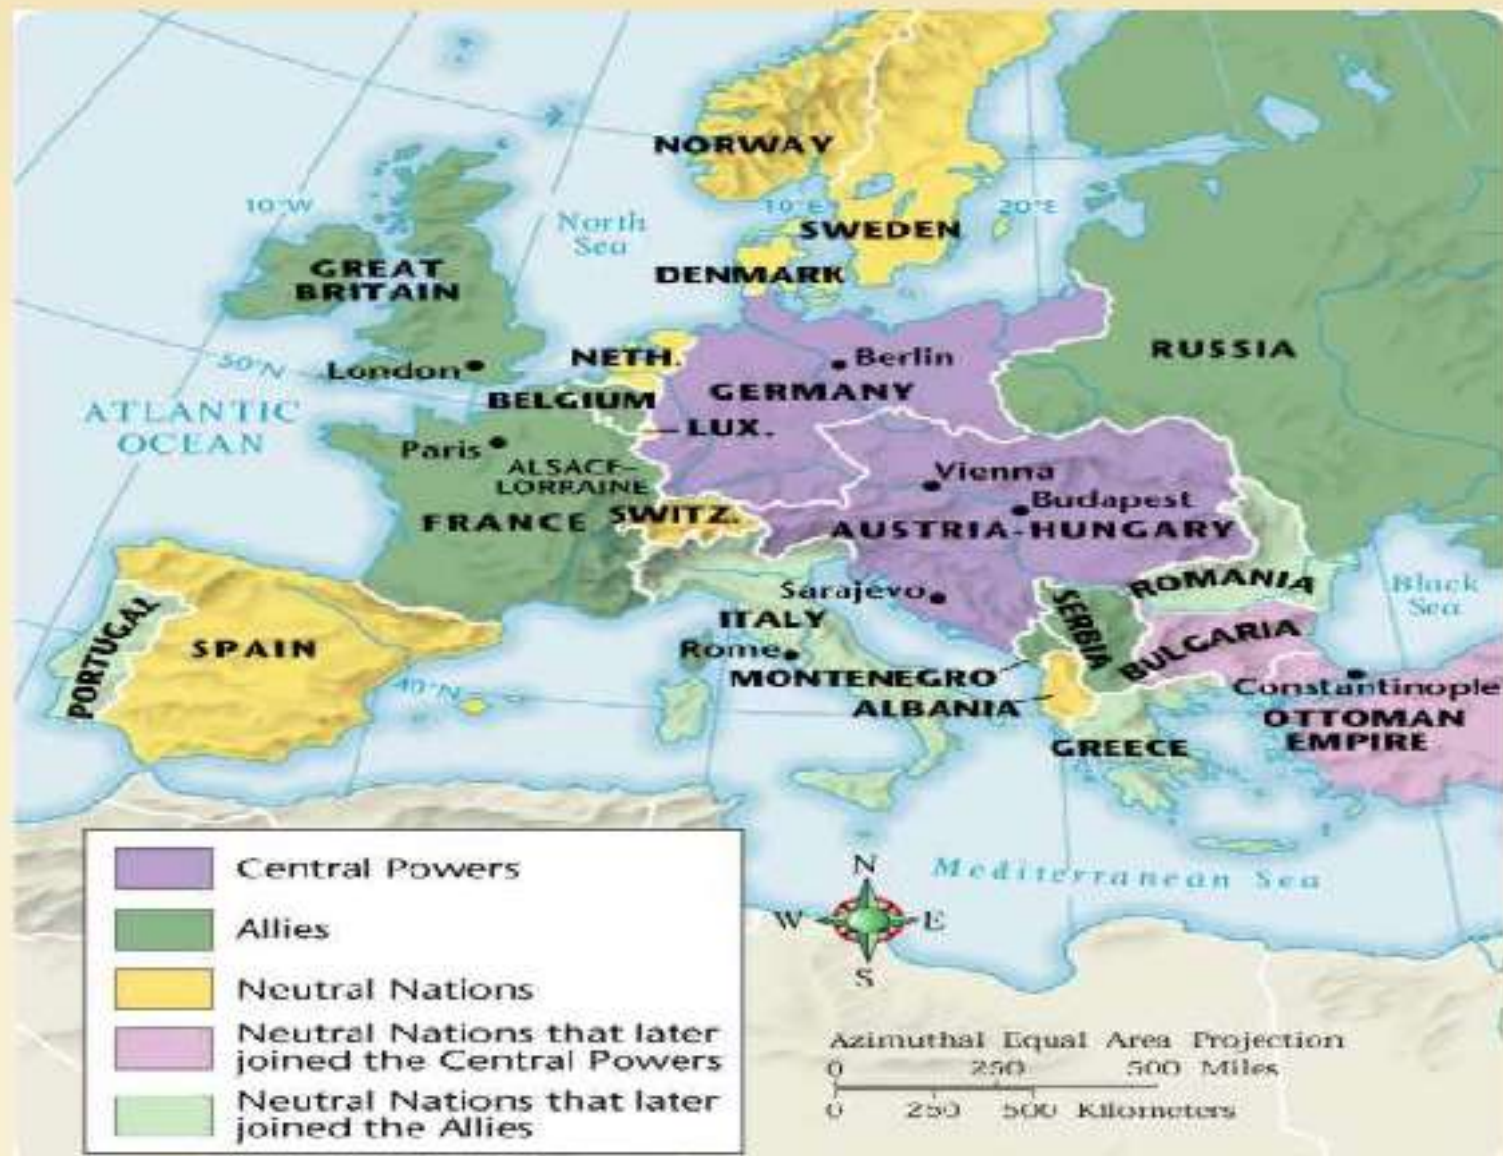 NORWAY
10°W
North
Sea
10°E
20°E
SWEDEN
GREAT
BRITAIN
DENMARK
RUSSIA
NETH.
Berlin
50°N
London
GERMANY
BELGIUM
ATLANTIC
OCEAN
LUX.
Paris
ALSACE–
LORRAINE
Vienna
Budapest
FRANCE
SWITZ.
AUSTRIA-HUNGARY
Sarajevo
ROMANIA
Black
Sea
SERBIA
ITALY
PORTUGAL
SPAIN
Rome
BULGARIA
MONTENEGRO
40°N
Constantinople
ALBANIA
OTTOMAN
EMPIRE
GREECE
Central Powers
Allies
Neutral Nations
Neutral Nations that later
joined the Central Powers
Neutral Nations that later
joined the Allies
N
W
E
S
Mediterranean Sea
Azimuthal Equal Area Projection
0 250 500 Miles
0 250 500 Kilometers